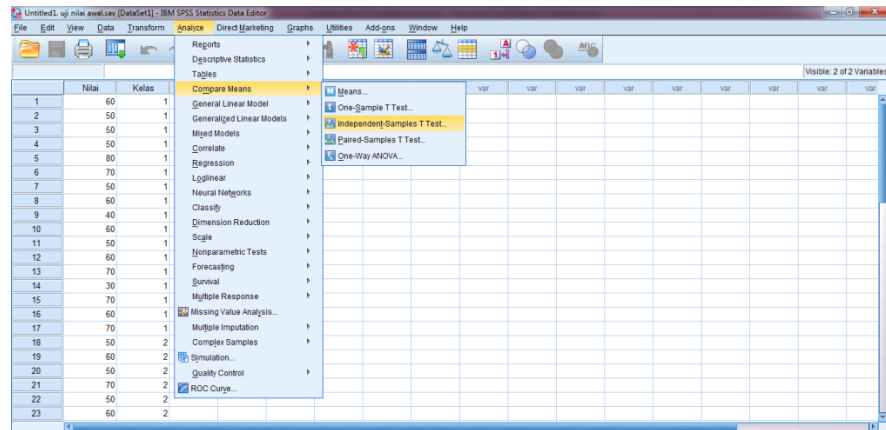 Untitled1. uji nilai awal.sav [DataSet1] - IBM SPSS Statistics Data Editor
File Edit View Data Transform Analyze Direct Marketing Graphs Utilities Add-ons Window Help
Visible: 2 of 2 Variables
Nilai Kelas var var var var var var var
1 60 1
2 50 1
3 50 1
4 50 1
5 80 1
6 70 1
7 50 1
8 60 1
9 40 1
10 60 1
11 50 1
12 60 1
13 70 1
14 30 1
15 70 1
16 60 1
17 70 1
18 50 2
19 60 2
20 50 2
21 70 2
22 50 2
23 60 2
Reports
Descriptive Statistics
Tables
Compare Means
General Linear Model
Generalized Linear Models
Mixed Models
Correlate
Regression
Loglinear
Neural Networks
Classify
Dimension Reduction
Scale
Nonparametric Tests
Forecasting
Survival
Multiple Response
Missing Value Analysis...
Multiple Imputation
Complex Samples
Simulation...
Quality Control
ROC Curve...
Means...
One-Sample T Test...
Independent-Samples T Test...
Paired-Samples T Test...
One-Way ANOVA...